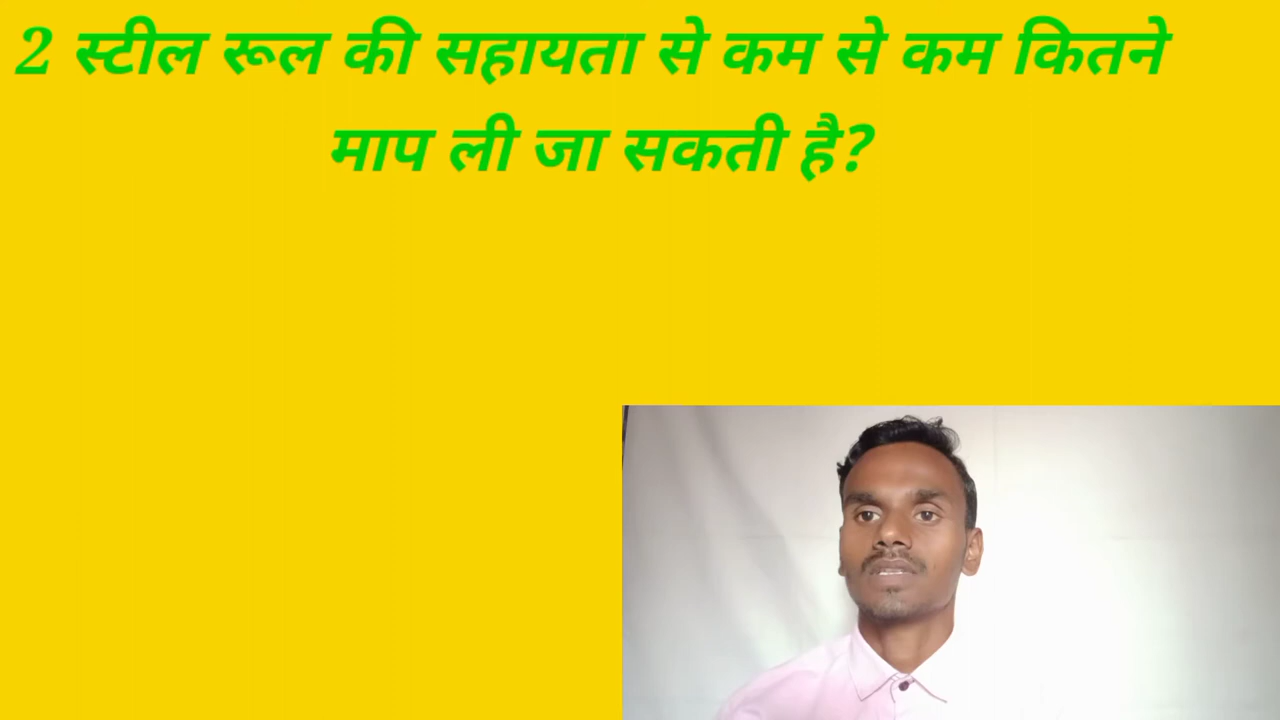 2 स्टील रूल की सहायता से कम से कम कितने
माप ली जा सकती है?